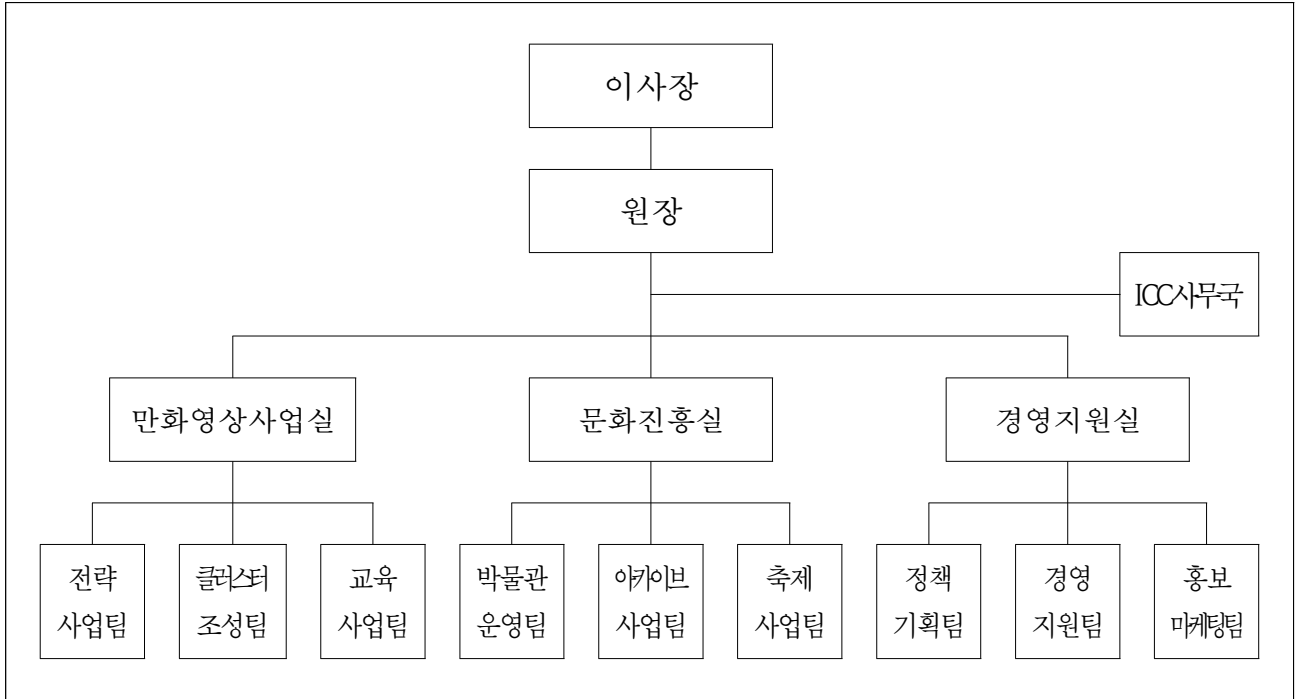 이사장
원장
ICC사무국
만화영상사업실
문화진흥실
경영지원실
전략
사업팀
클러스터
조성팀
교육
사업팀
박물관
운영팀
아카이브
사업팀
축제
사업팀
정책
기획팀
경영
지원팀
홍보
마케팅팀